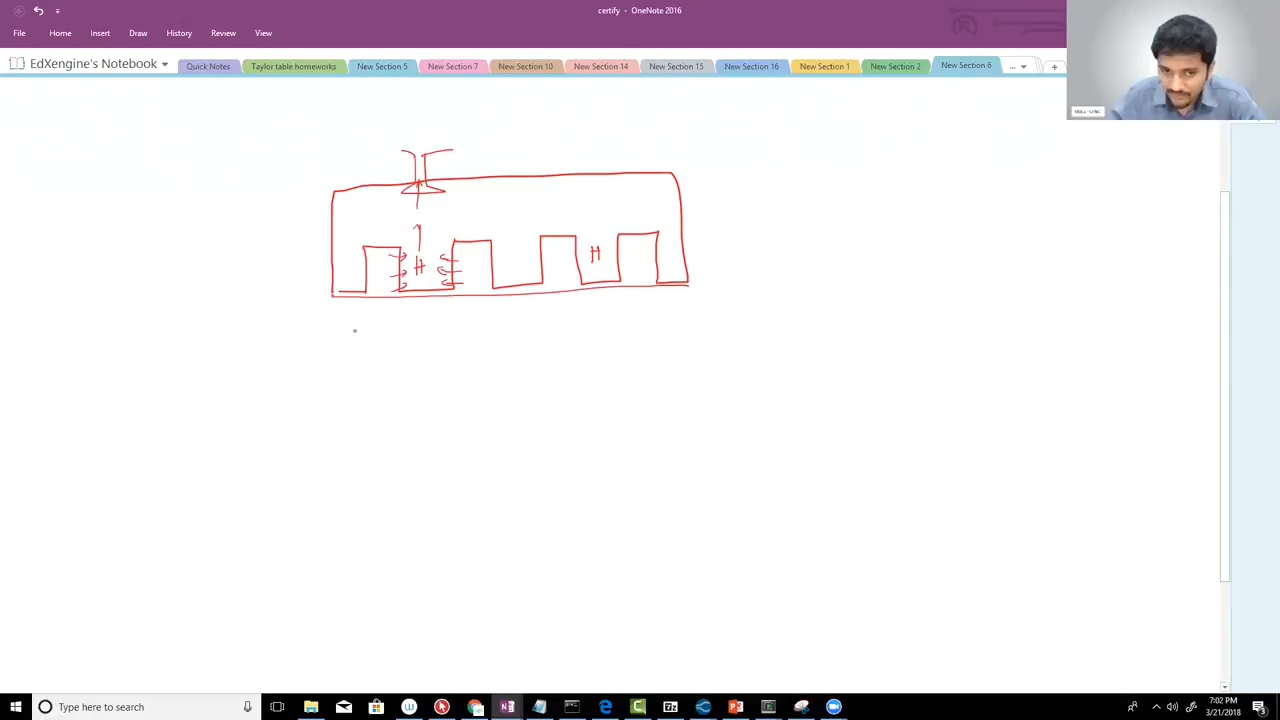 certify - OneNote 2016
File Home Insert Draw History Review View
EdXengine's Notebook
Quick Notes Taylor table homeworks New Section 5 New Section 7 New Section 10 New Section 14 New Section 15 New Section 16 New Section 1 New Section 2 New Section 6 ...
H H
Type here to search
7:02 PM
3/21/2018